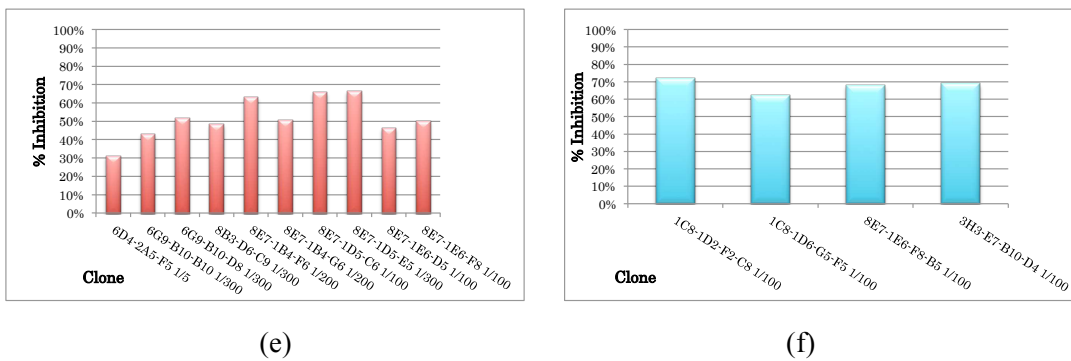 100%
90%
80%
70%
60%
50%
40%
30%
20%
10%
0%
% Inhibition
6D4-2A5-F5 1/5
6G9-B10-B10 1/300
6G9-B10-D8 1/300
8B3-D6-C9 1/300
8E7-1B4-F6 1/200
8E7-1B4-G6 1/200
8E7-1D5-C6 1/100
8E7-1D5-E5 1/300
8E7-1E6-D5 1/100
8E7-1E6-F8 1/100
Clone
(e)
100%
90%
80%
70%
60%
50%
40%
30%
20%
10%
0%
% Inhibition
1C8-1D2-F2-C8 1/100
1C8-1D6-G5-F5 1/100
8E7-1E6-F8-B5 1/100
3H3-E7-B10-D4 1/100
Clone
(f)